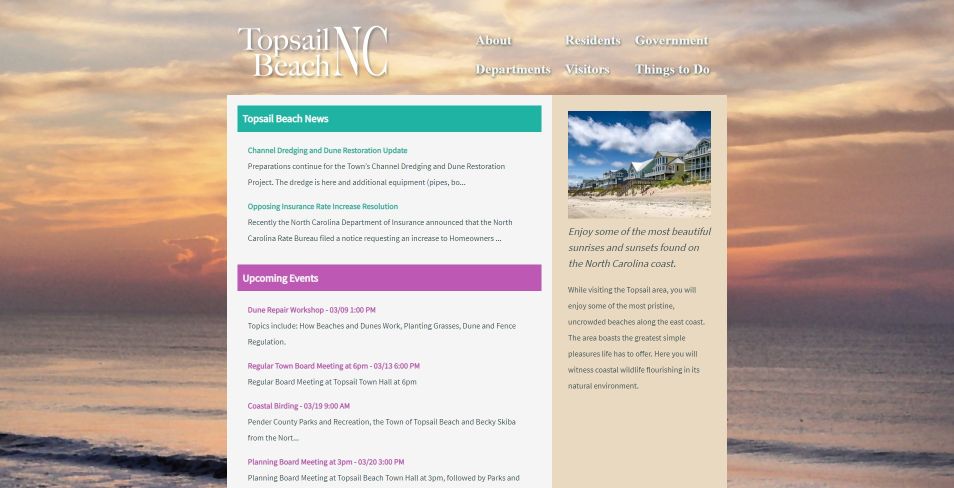 Topsail
Beach NC
About Residents Government
Departments Visitors Things to Do
Topsail Beach News
Channel Dredging and Dune Restoration Update
Preparations continue for the Town's Channel Dredging and Dune Restoration
Project. The dredge is here and additional equipment (pipes, bo...
Opposing Insurance Rate Increase Resolution
Recently the North Carolina Department of Insurance announced that the North
Carolina Rate Bureau filed a notice requesting an increase to Homeowners ...
Upcoming Events
Dune Repair Workshop - 03/09 1:00 PM
Topics include: How Beaches and Dunes Work, Planting Grasses, Dune and Fence
Regulation.
Regular Town Board Meeting at 6pm - 03/13 6:00 PM
Regular Board Meeting at Topsail Town Hall at 6pm
Coastal Birding - 03/19 9:00 AM
Pender County Parks and Recreation, the Town of Topsail Beach and Becky Skiba
from the Nort...
Planning Board Meeting at 3pm - 03/20 3:00 PM
Planning Board Meeting at Topsail Beach Town Hall at 3pm, followed by Parks and
Enjoy some of the most beautiful
sunrises and sunsets found on
the North Carolina coast.
While visiting the Topsail area, you will
enjoy some of the most pristine,
uncrowded beaches along the east coast.
The area boasts the greatest simple
pleasures life has to offer. Here you will
witness coastal wildlife flourishing in its
natural environment.